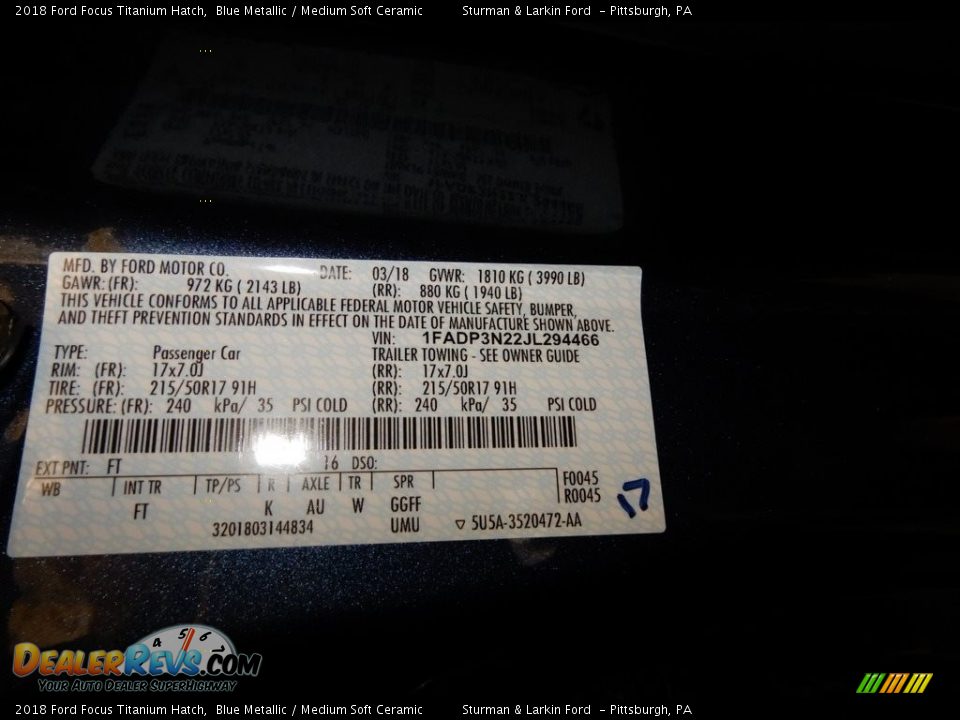 2018 Ford Focus Titanium Hatch,  Blue Metallic / Medium Soft Ceramic          Sturman & Larkin Ford  - Pittsburgh, PA
MFD. BY FORD MOTOR CO. DATE: 03/18 GVWR: 1810 KG ( 3990 LB)
GAWR: (FR): 972 KG ( 2143 LB) (RR): 880 KG ( 1940 LB)
THIS VEHICLE CONFORMS TO ALL APPLICABLE FEDERAL MOTOR VEHICLE SAFETY, BUMPER,
AND THEFT PREVENTION STANDARDS IN EFFECT ON THE DATE OF MANUFACTURE SHOWN ABOVE.
VIN: 1FADP3N22JL294466
TYPE: Passenger Car TRAILER TOWING - SEE OWNER GUIDE
RIM: (FR): 17x7.0J (RR): 17x7.0J
TIRE: (FR): 215/50R17 91H (RR): 215/50R17 91H
PRESSURE: (FR): 240 kPa/ 35 PSI COLD (RR): 240 kPa/ 35 PSI COLD
EXT PNT: FT 16 DSO:
WB INT TR TP/PS R AXLE TR SPR F0045
R0045
FT K AU W GGFF
3201803144834 UMU ▽ 5U5A-3520472-AA
17
4 5 6
DEALERREVS.COM
YOUR AUTO DEALER SUPERHIGHWAY
2018 Ford Focus Titanium Hatch,  Blue Metallic / Medium Soft Ceramic          Sturman & Larkin Ford  - Pittsburgh, PA